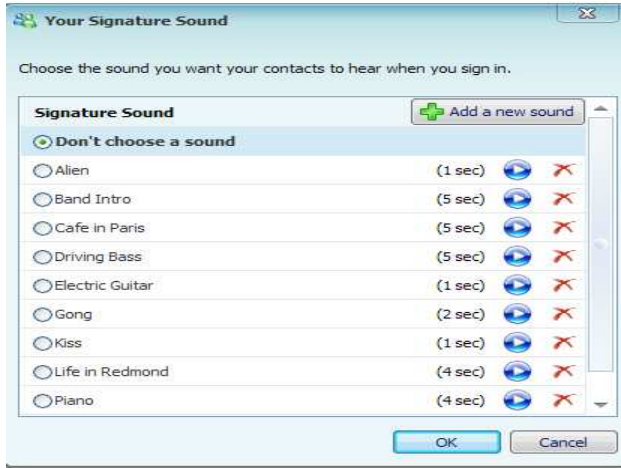 Your Signature Sound
Choose the sound you want your contacts to hear when you sign in.
Signature Sound Add a new sound
Don't choose a sound
Alien (1 sec)
Band Intro (5 sec)
Cafe in Paris (5 sec)
Driving Bass (5 sec)
Electric Guitar (1 sec)
Gong (2 sec)
Kiss (1 sec)
Life in Redmond (4 sec)
Piano (4 sec)
OK Cancel